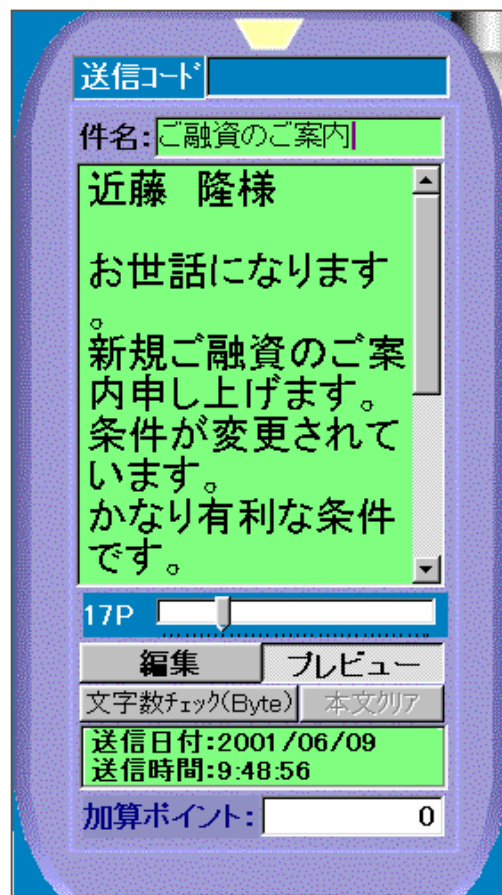 送信コード
件名:ご融資のご案内
近藤　隆様
お世話になります
。
新規ご融資のご案
内申し上げます。
条件が変更されて
います。
かなり有利な条件
です。
17P
編集 プレビュー
文字数チェック(Byte) 本文クリア
送信日付:2001/06/09
送信時間:9:48:56
加算ポイント: 0